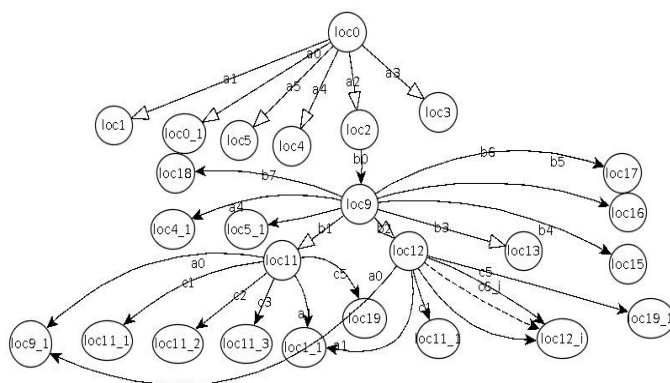 loc0
a0
a1
a5
a4
a2
a3
loc1
loc0_1
loc5
loc4
loc2
loc3
b0
b6
b5
loc18
b7
loc17
loc9
loc16
a4
loc4_1
loc5_1
b1
b2
b3
b4
loc11
loc12
loc13
loc15
a0
c1
c2
c3
c5
a0
c5
c6_i
a
c1
loc19
loc19_1
loc9_1
loc11_1
loc11_2
loc11_3
loc1_1
a1
loc11_1
loc12_i